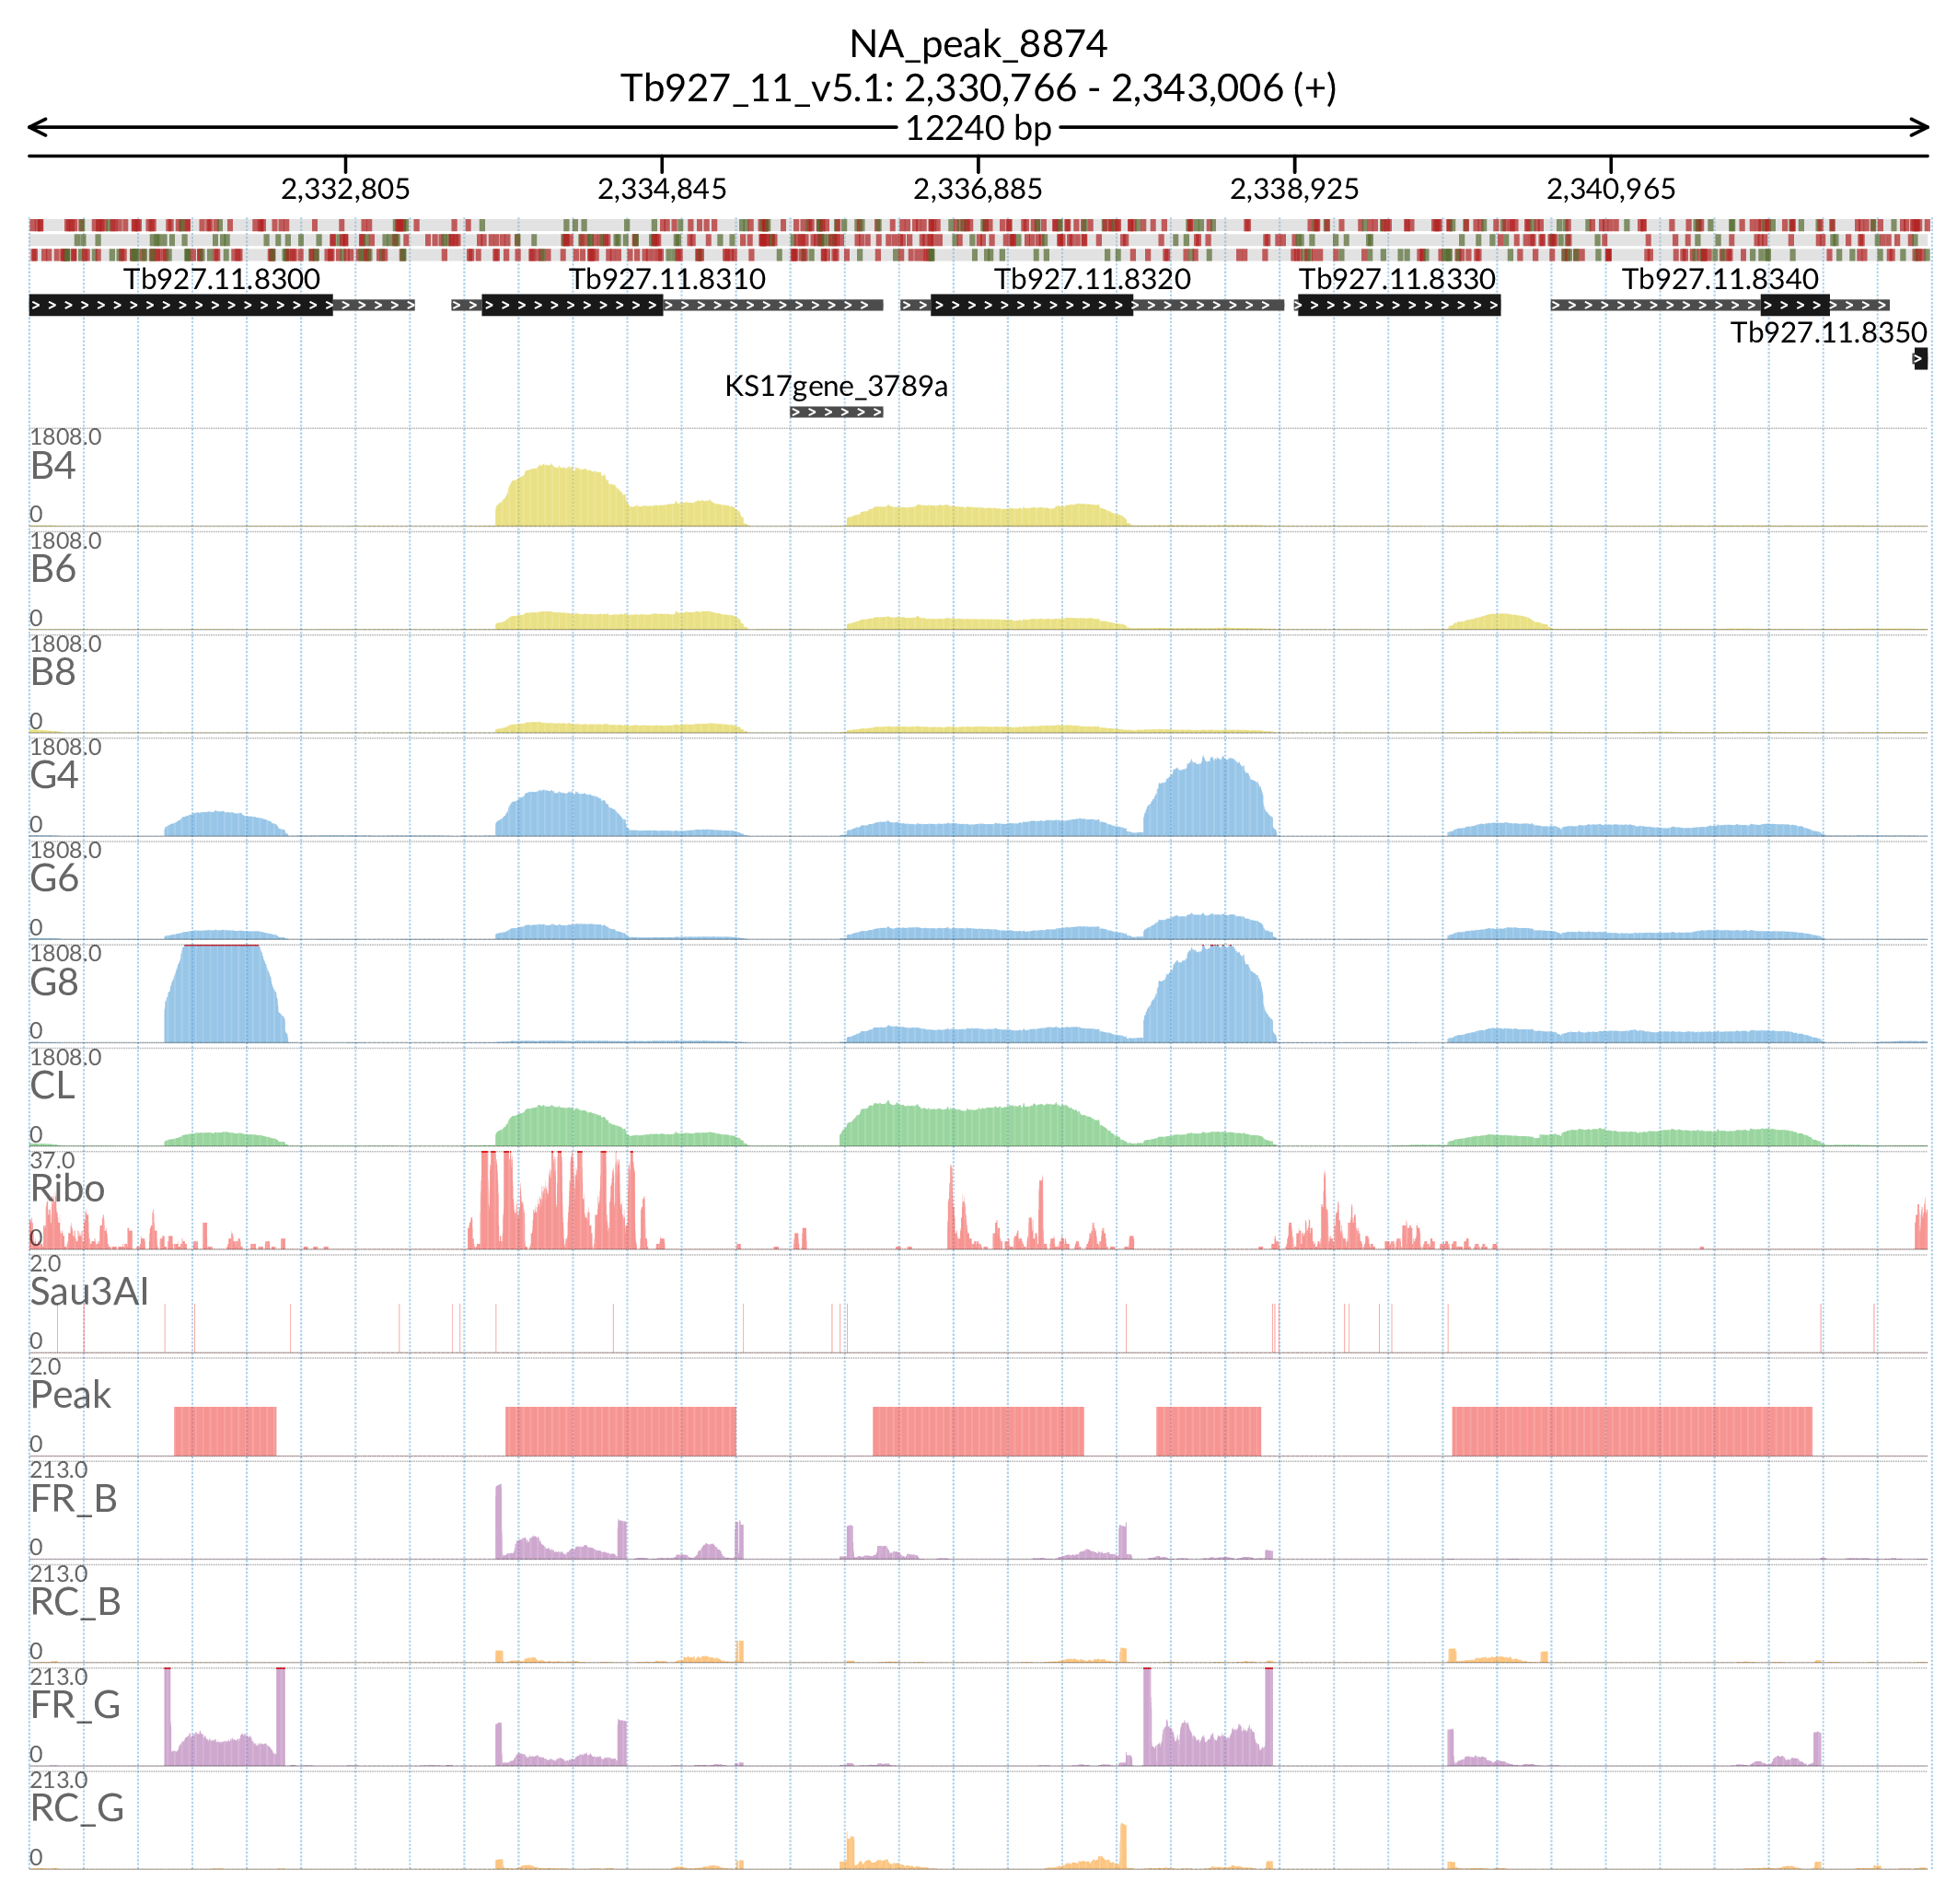 NA_peak_8874
Tb927_11_v5.1: 2,330,766 - 2,343,006 (+)
12240 bp
2,332,805 2,334,845 2,336,885 2,338,925 2,340,965
Tb927.11.8300 Tb927.11.8310 Tb927.11.8320 Tb927.11.8330 Tb927.11.8340
Tb927.11.8350
KS17gene_3789a
1808.0
B4
0
1808.0
B6
0
1808.0
B8
0
1808.0
G4
0
1808.0
G6
0
1808.0
G8
0
1808.0
CL
0
37.0
Ribo
0
2.0
Sau3AI
0
2.0
Peak
0
213.0
FR_B
0
213.0
RC_B
0
213.0
FR_G
0
213.0
RC_G
0